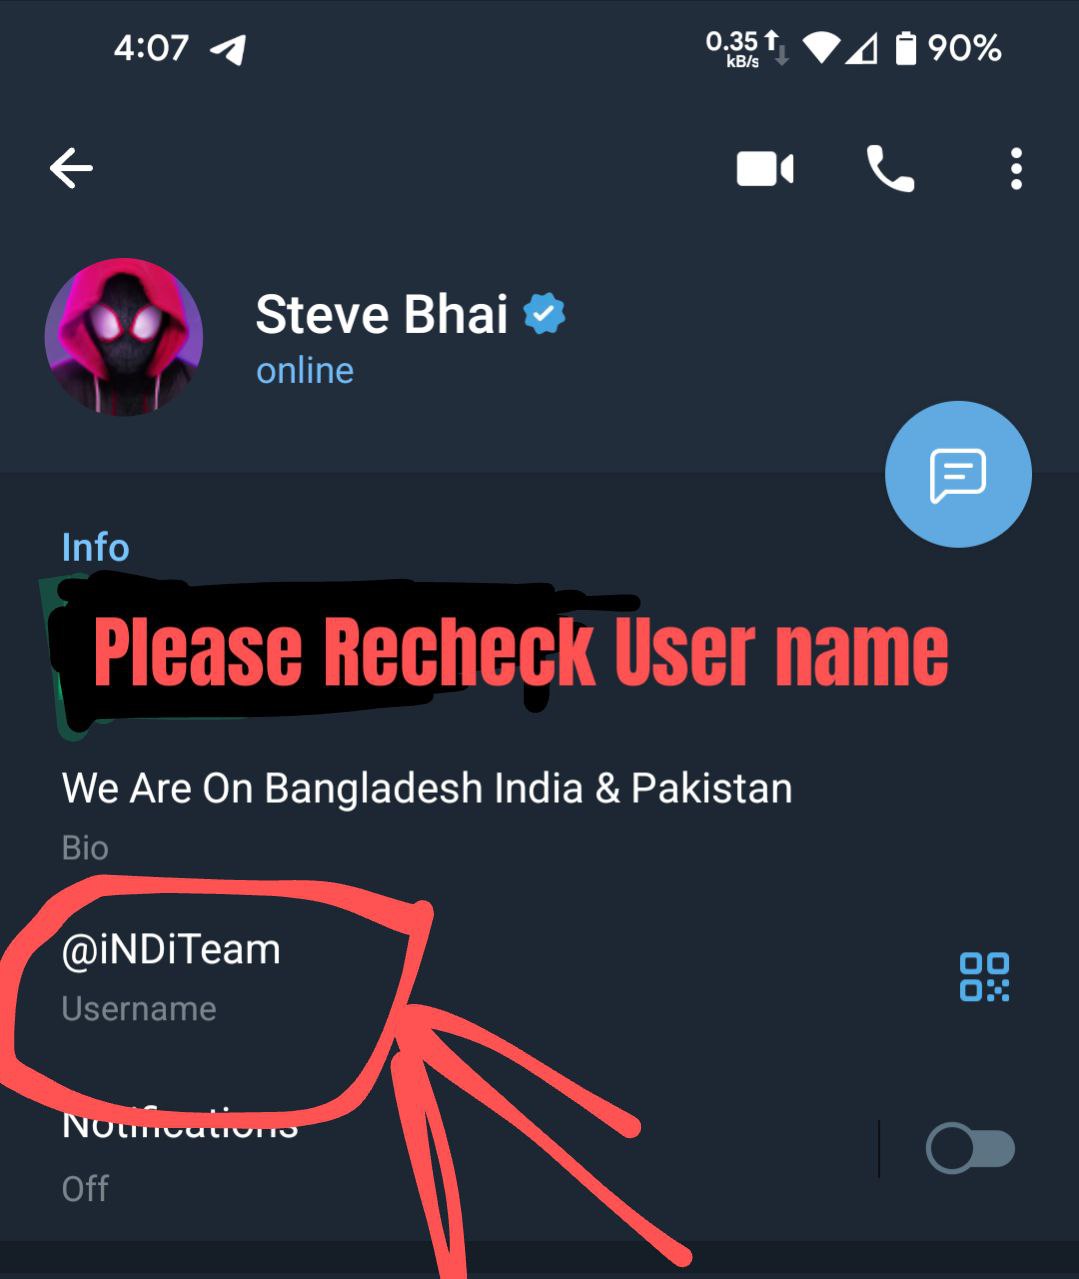 4:07
0.35 kB/s 90%
Steve Bhai
online
Info
Please Recheck User name
We Are On Bangladesh India & Pakistan
Bio
@iNDiTeam
Username
Notifications
Off